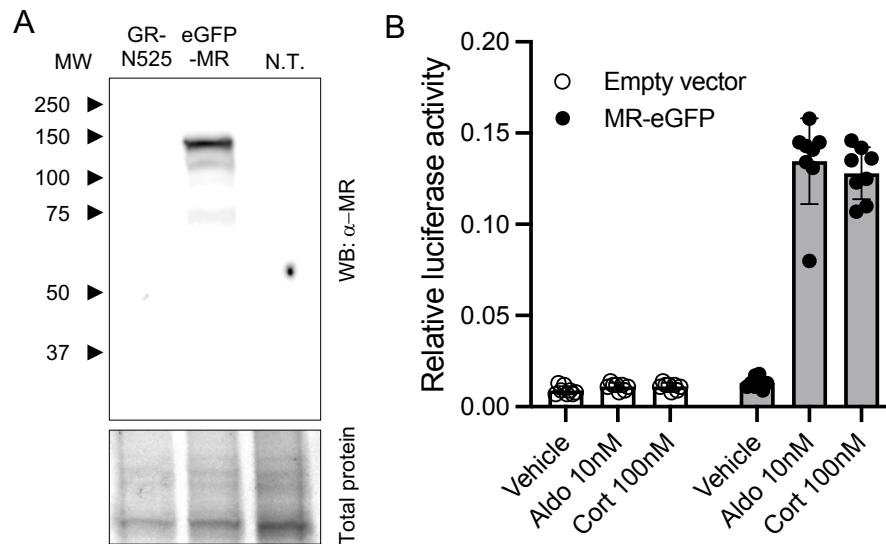 A
MW
GR-
N525
eGFP
-MR
N.T.
250
150
100
75
50
37
WB: α–MR
Total protein
B
Relative luciferase activity
0.20
0.15
0.10
0.05
0.00
Empty vector
MR-eGFP
Vehicle
Aldo 10nM
Cort 100nM
Vehicle
Aldo 10nM
Cort 100nM